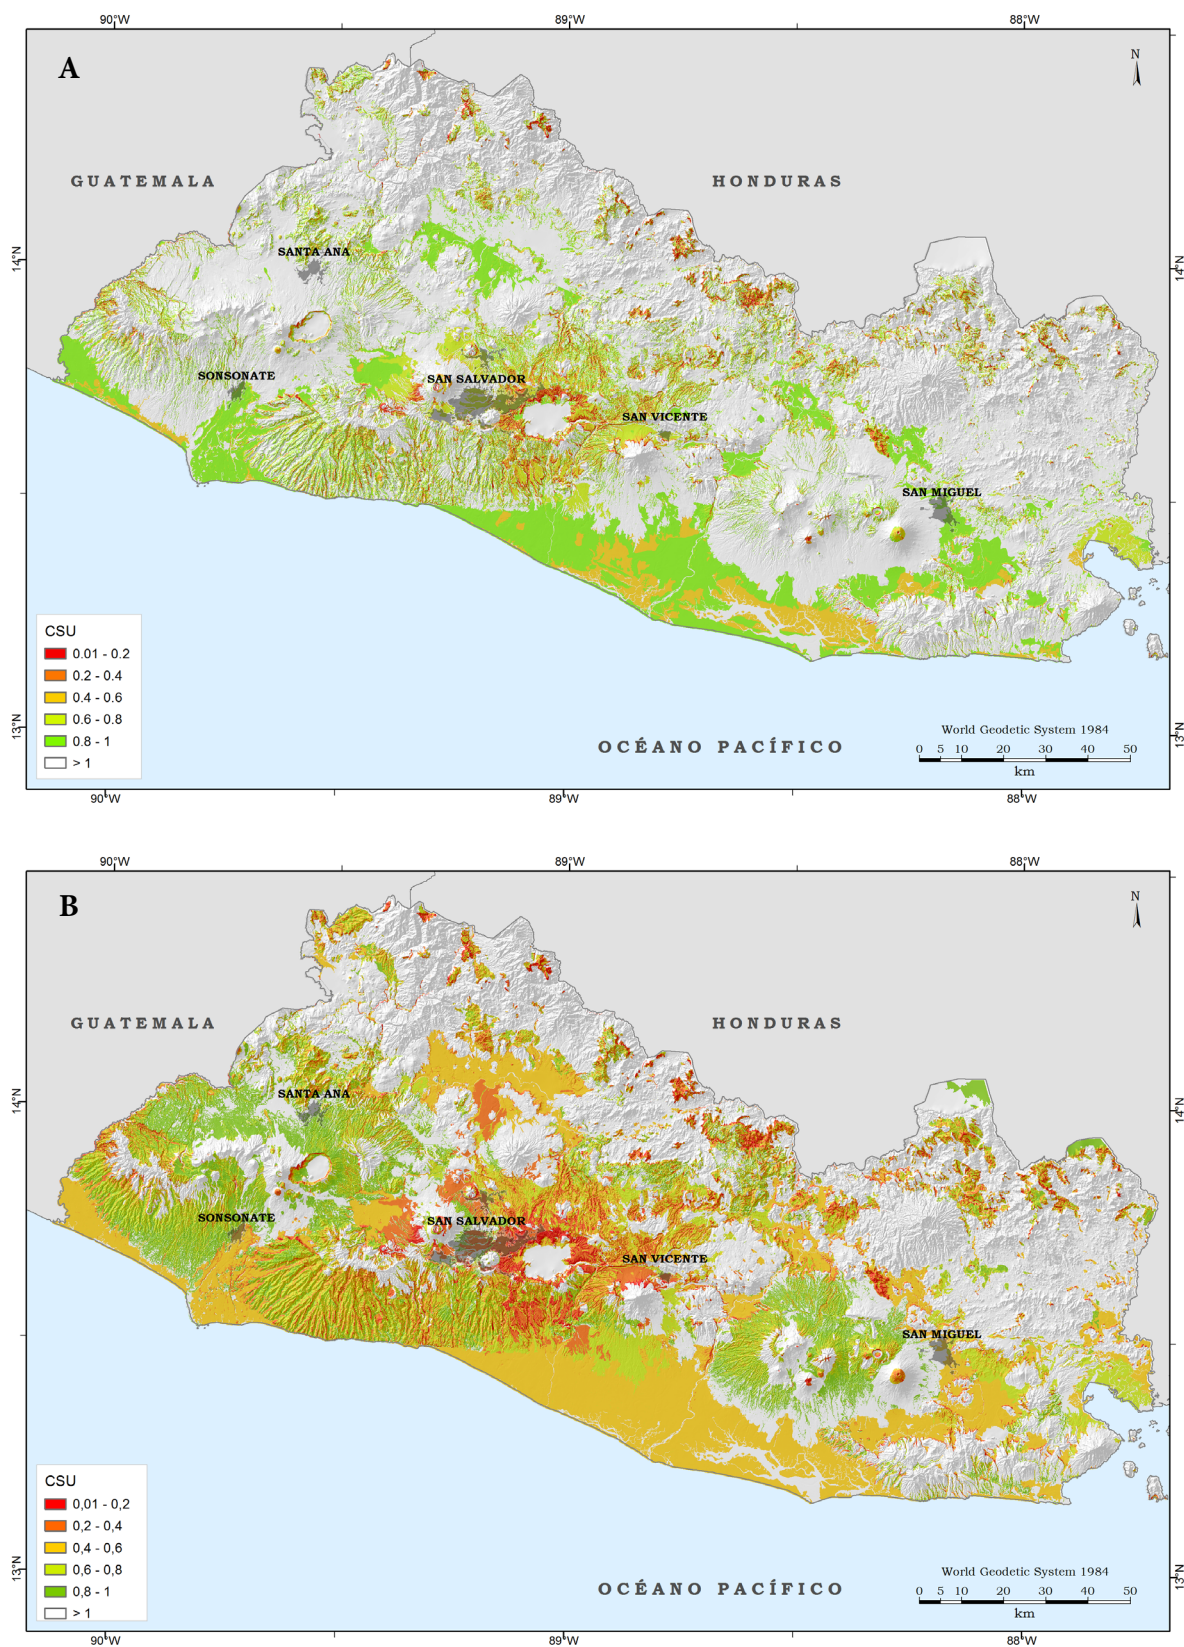 90°W 89°W 88°W
A
N
GUATEMALA
HONDURAS
14°N
14°N
SANTA ANA
SONSONATE
SAN SALVADOR
SAN VICENTE
SAN MIGUEL
CSU
0.01 - 0.2
0.2 - 0.4
0.4 - 0.6
0.6 - 0.8
0.8 - 1
> 1
13°N
13°N
OCÉANO PACÍFICO
World Geodetic System 1984
0 5 10 20 30 40 50
km
90°W 89°W 88°W
90°W 89°W 88°W
B
N
GUATEMALA
HONDURAS
14°N
14°N
SANTA ANA
SONSONATE
SAN SALVADOR
SAN VICENTE
SAN MIGUEL
CSU
0,01 - 0,2
0,2 - 0,4
0,4 - 0,6
0,6 - 0,8
0,8 - 1
> 1
13°N
13°N
OCÉANO PACÍFICO
World Geodetic System 1984
0 5 10 20 30 40 50
km
90°W 89°W 88°W